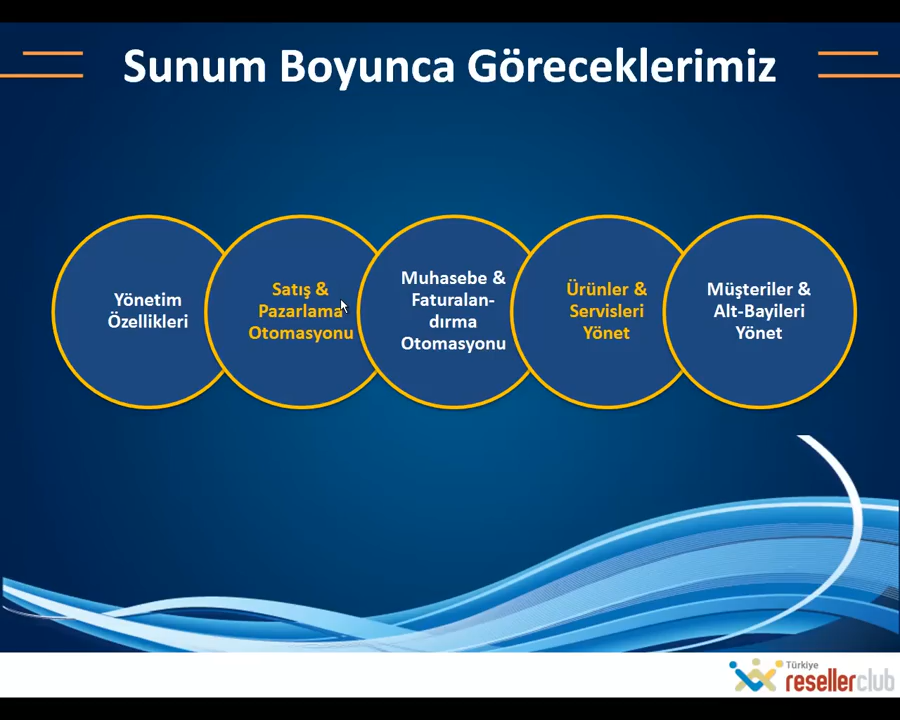 Sunum Boyunca Göreceklerimiz
Yönetim
Özellikleri
Satış &
Pazarlama
Otomasyonu
Muhasebe &
Faturalan-
dırma
Otomasyonu
Ürünler &
Servisleri
Yönet
Müşteriler &
Alt-Bayileri
Yönet
Türkiye
resellerclub